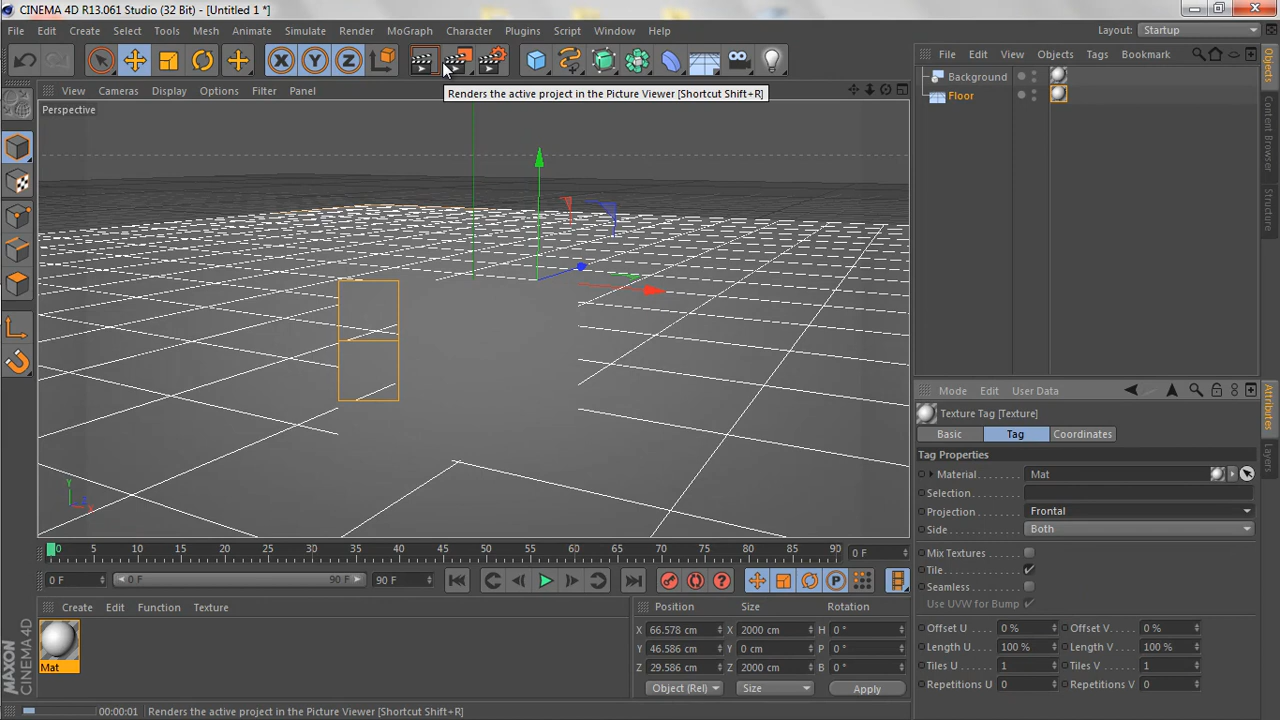 CINEMA 4D R13.061 Studio (32 Bit) - [Untitled 1 *]
File Edit Create Select Tools Mesh Animate Simulate Render MoGraph Character Plugins Script Window Help Layout: Startup
File Edit View Objects Tags Bookmark
View Cameras Display Options Filter Panel
Renders the active project in the Picture Viewer [Shortcut Shift+R]
Perspective
Background
Floor
Objects
Content Browser
Structure
Mode Edit User Data
Texture Tag [Texture]
Basic Tag Coordinates
Tag Properties
Material Mat
Selection
Projection Frontal
Side Both
Mix Textures
Tile
Seamless
Use UVW for Bump
Offset U 0 % Offset V 0 %
Length U 100 % Length V 100 %
Tiles U 1 Tiles V 1
Repetitions U 0 Repetitions V 0
Attributes
Layers
Y
0 5 10 15 20 25 30 35 40 45 50 55 60 65 70 75 80 85 90 0 F
0 F 0 F 90 F 90 F
Create Edit Function Texture
Mat
Position Size Rotation
X 66.578 cm X 2000 cm H 0 °
Y 46.586 cm Y 0 cm P 0 °
Z 29.586 cm Z 2000 cm B 0 °
Object (Rel) Size Apply
MAXON
CINEMA 4D
00:00:01 Renders the active project in the Picture Viewer [Shortcut Shift+R]